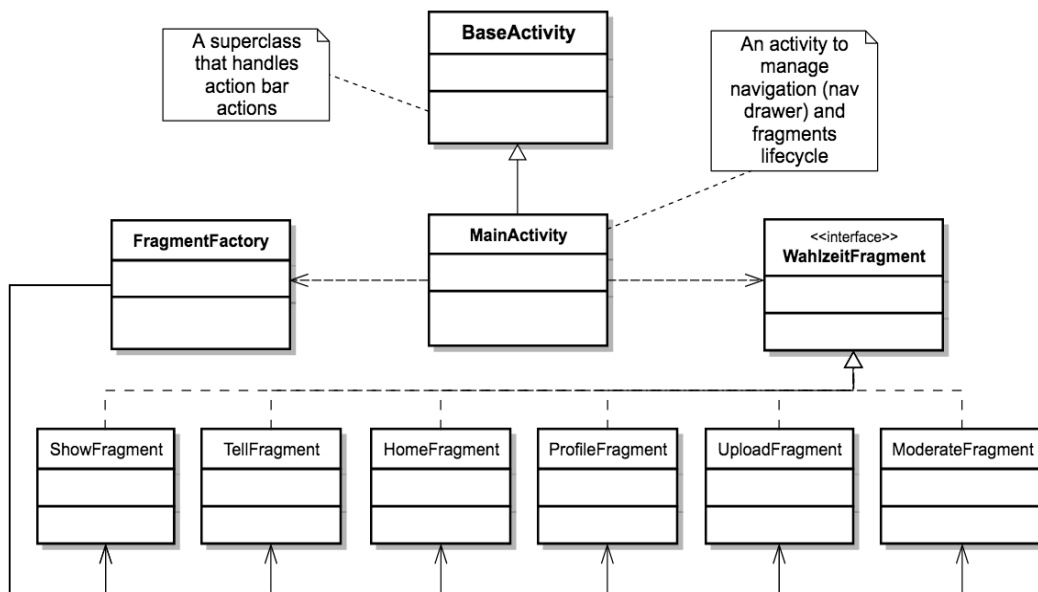 BaseActivity
A superclass
that handles
action bar
actions
An activity to
manage
navigation (nav
drawer) and
fragments
lifecycle
FragmentFactory
MainActivity
<<interface>>
WahlzeitFragment
ShowFragment
TellFragment
HomeFragment
ProfileFragment
UploadFragment
ModerateFragment